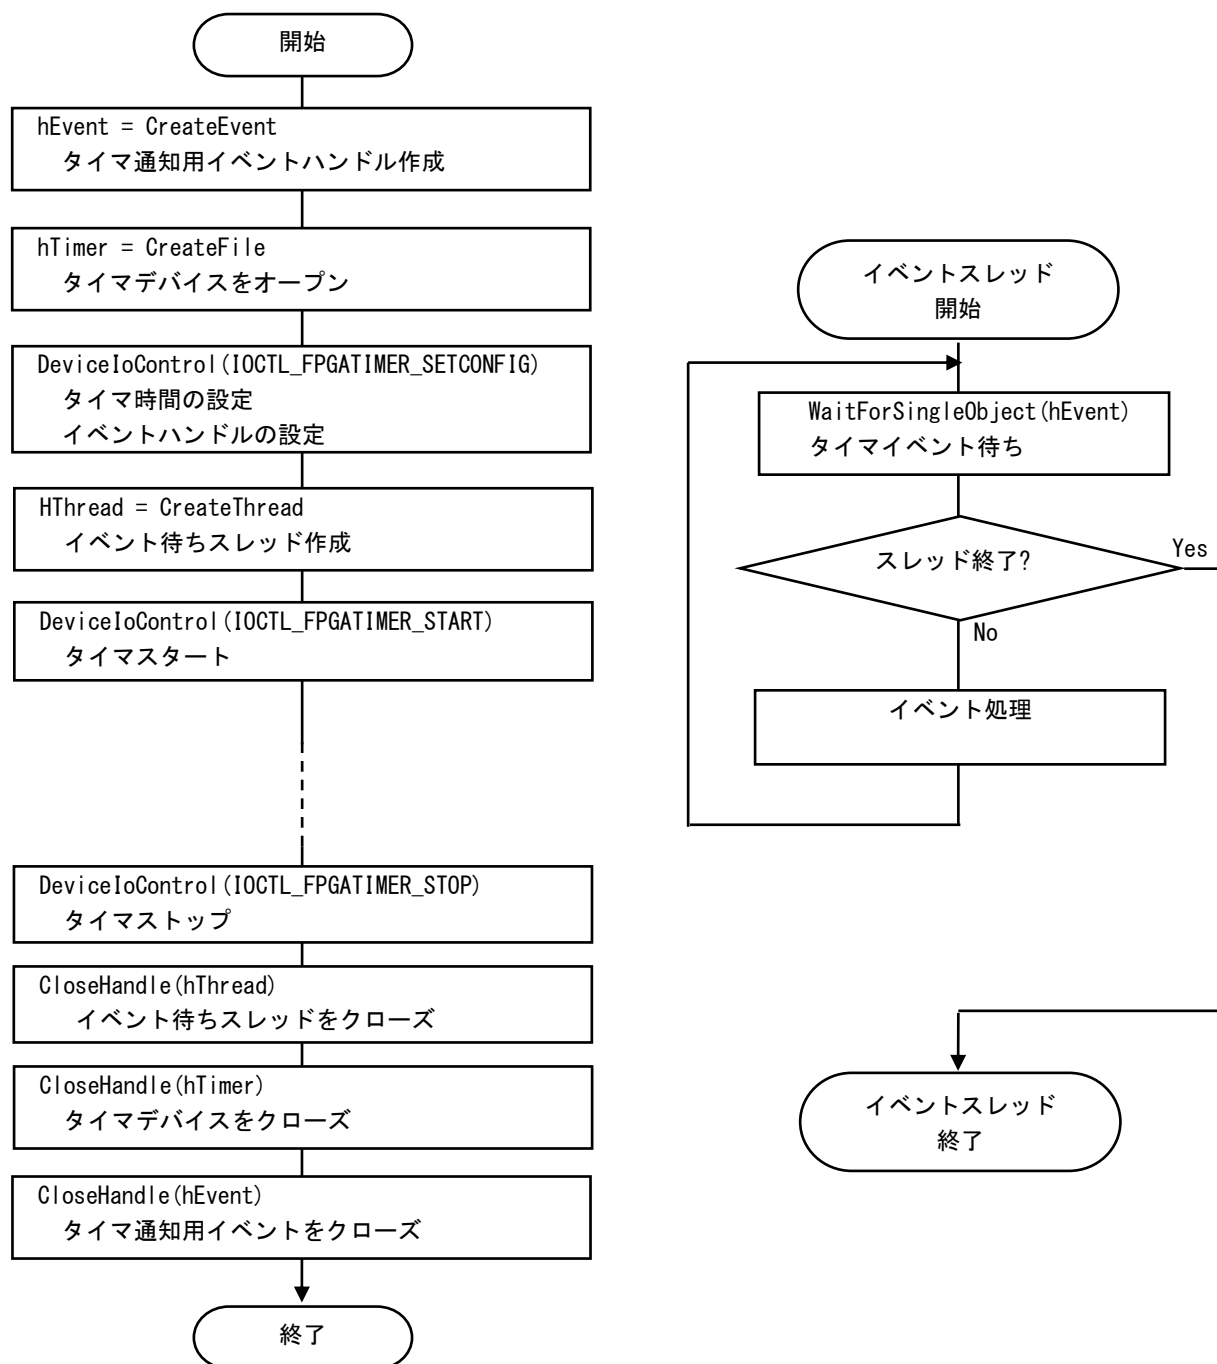 開始
hEvent = CreateEvent
タイマ通知用イベントハンドル作成
hTimer = CreateFile
タイマデバイスをオープン
DeviceIoControl(IOCTL_FPGATIMER_SETCONFIG)
タイマ時間の設定
イベントハンドルの設定
HThread = CreateThread
イベント待ちスレッド作成
DeviceIoControl(IOCTL_FPGATIMER_START)
タイマスタート
DeviceIoControl(IOCTL_FPGATIMER_STOP)
タイマストップ
CloseHandle(hThread)
イベント待ちスレッドをクローズ
CloseHandle(hTimer)
タイマデバイスをクローズ
CloseHandle(hEvent)
タイマ通知用イベントをクローズ
終了
イベントスレッド
開始
WaitForSingleObject(hEvent)
タイマイベント待ち
スレッド終了?
Yes
No
イベント処理
イベントスレッド
終了